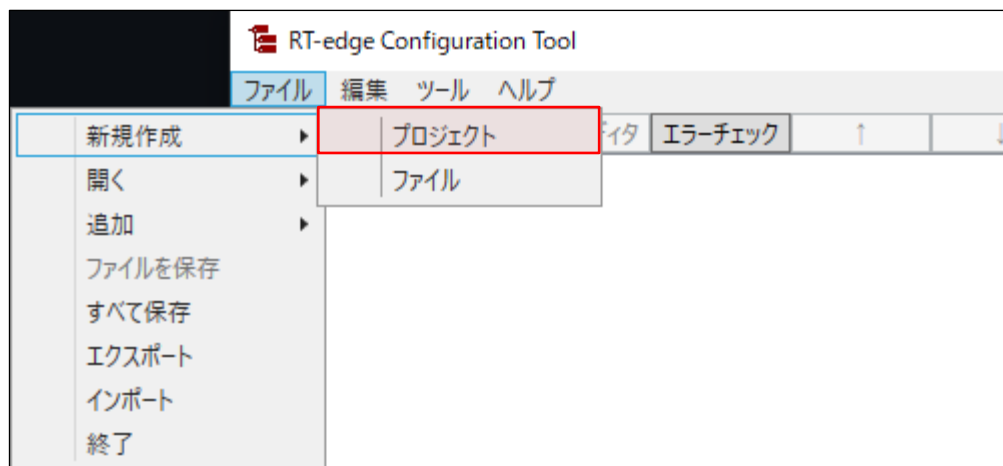 RT-edge Configuration Tool
ファイル 編集 ツール ヘルプ
新規作成 プロジェクト エラーチェック ↑
開く ファイル
追加
ファイルを保存
すべて保存
エクスポート
インポート
終了